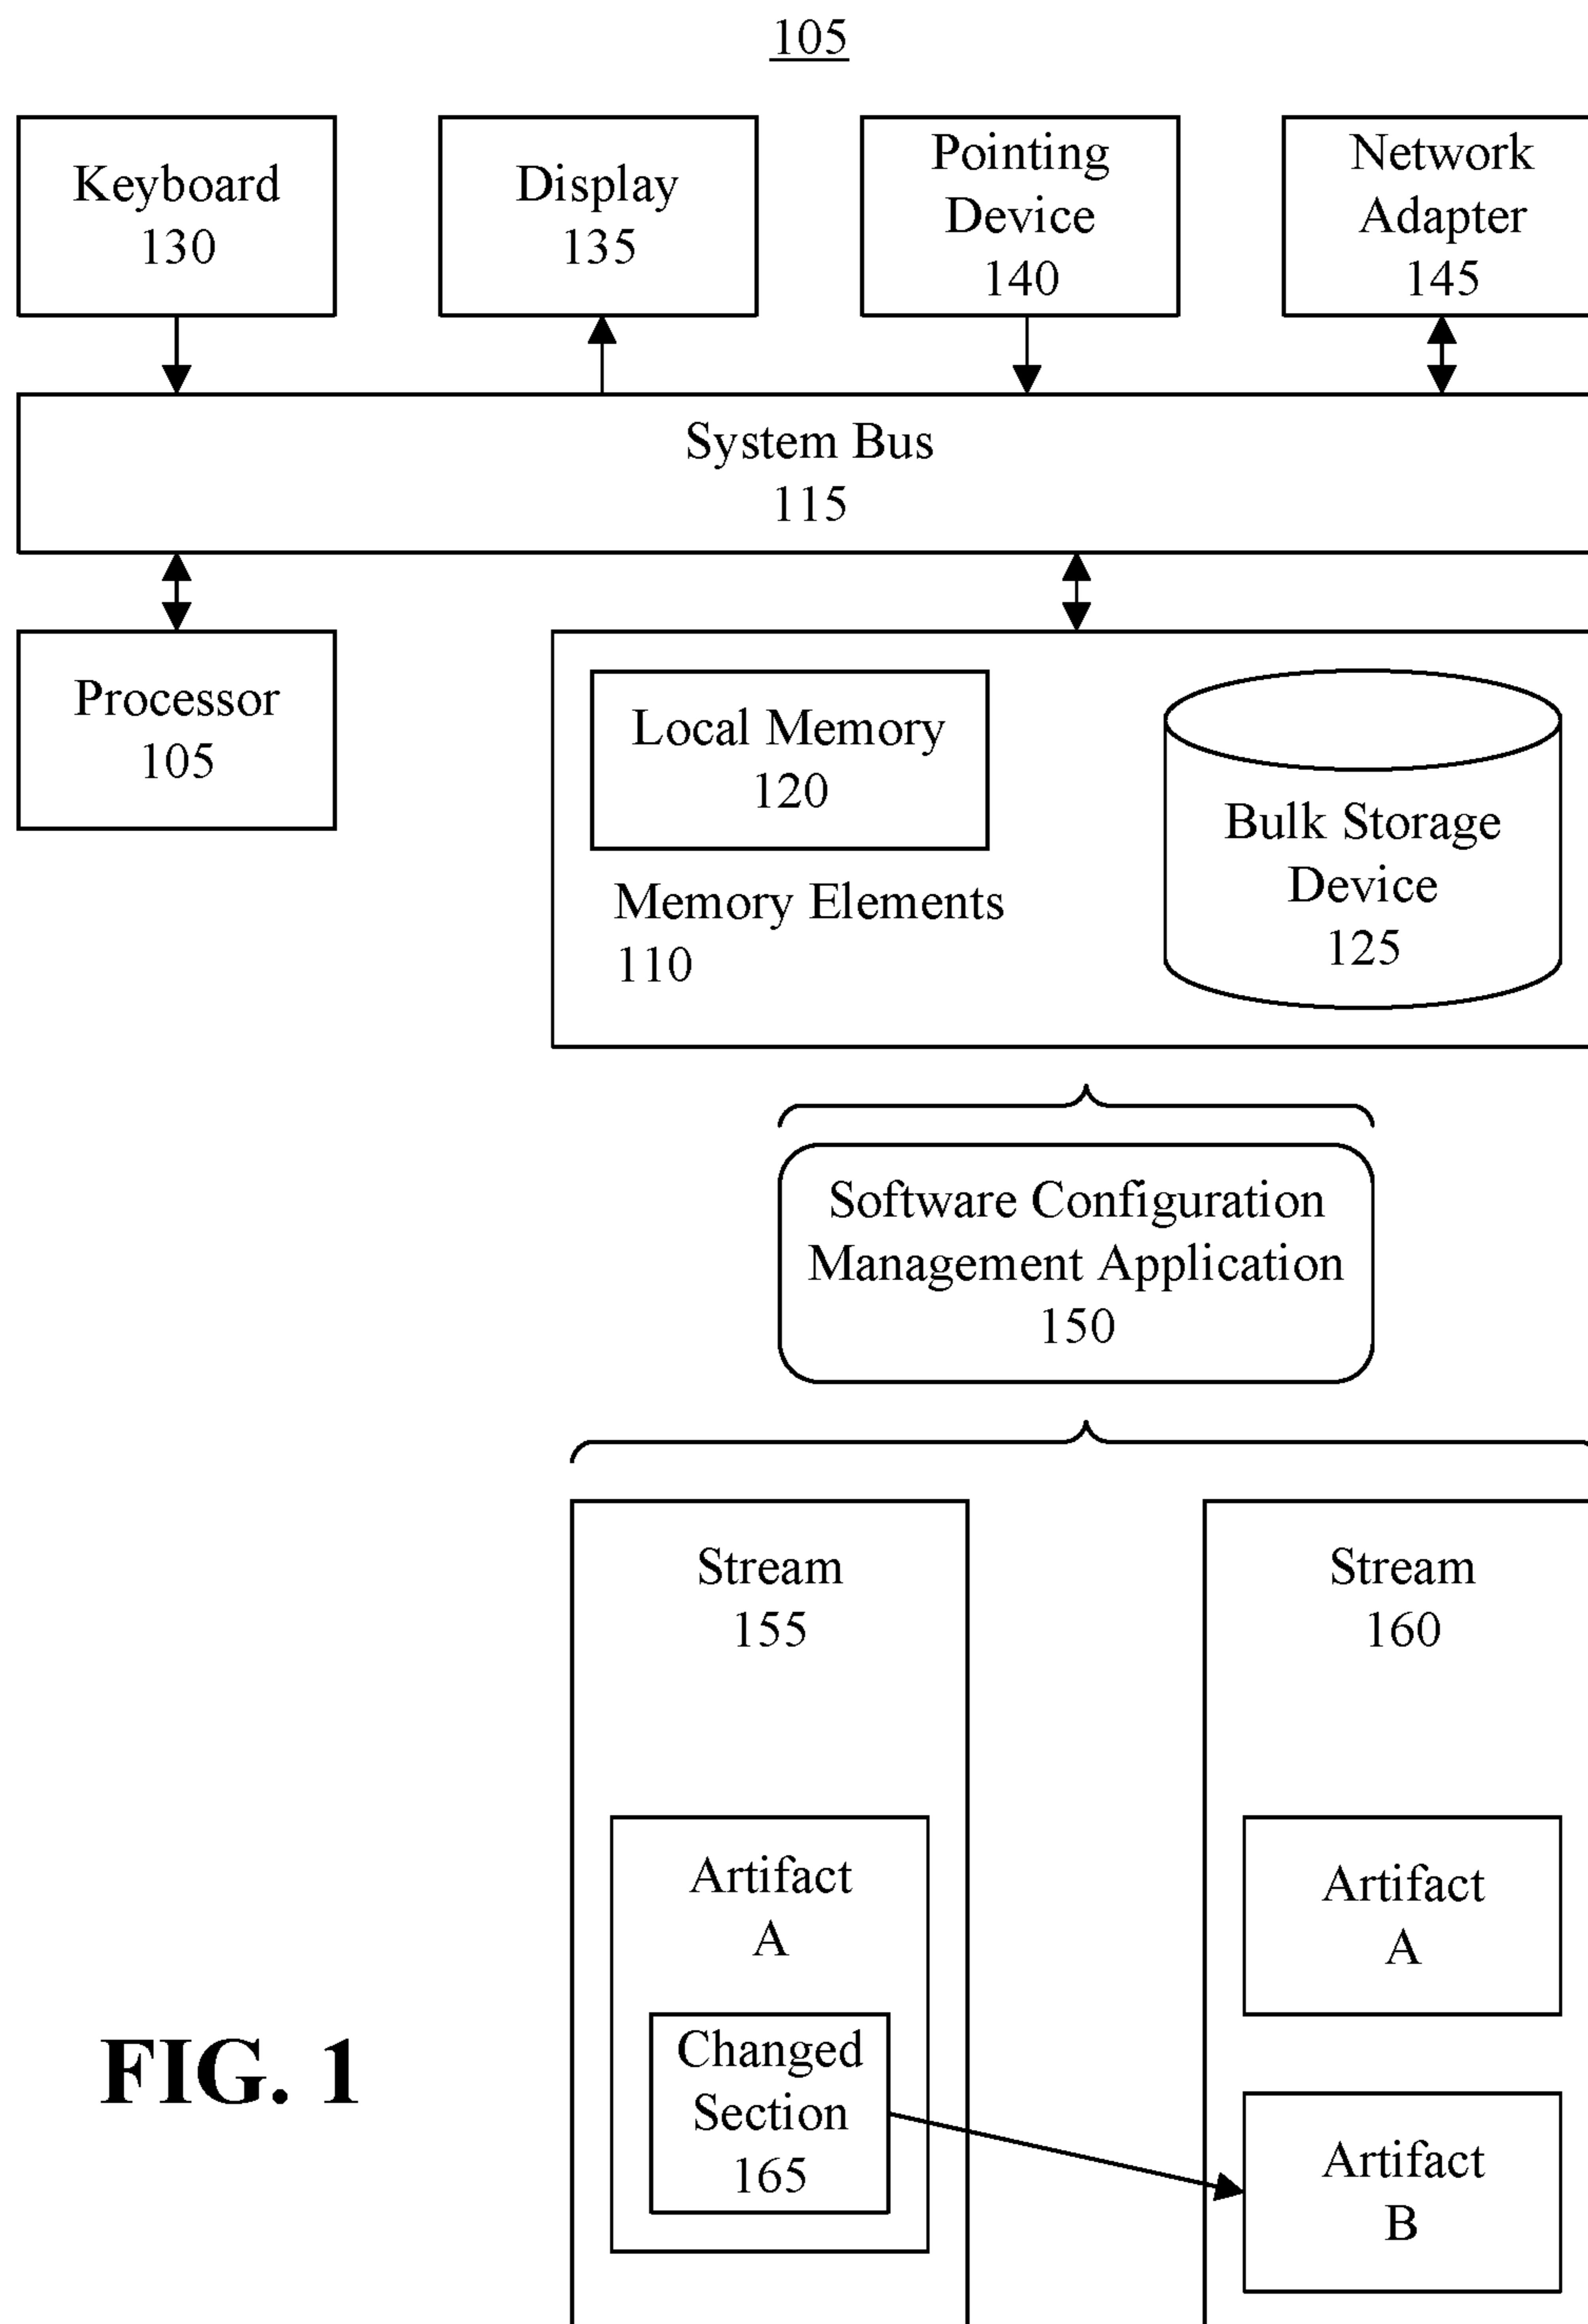 105
Keyboard
130
Display
135
Pointing
Device
140
Network
Adapter
145
System Bus
115
Processor
105
Local Memory
120
Memory Elements
110
Bulk Storage
Device
125
Software Configuration
Management Application
150
Stream
155
Stream
160
Artifact
A
Changed
Section
165
Artifact
A
Artifact
B
FIG. 1